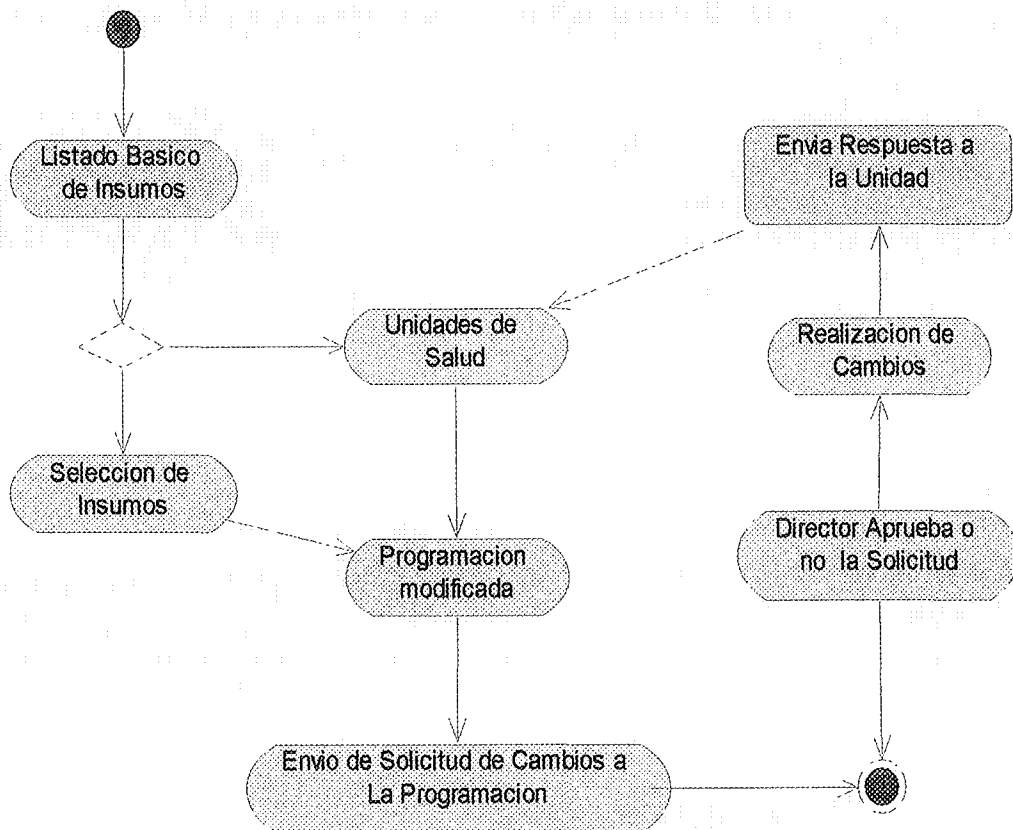 Listado Basico
de Insumos
Envia Respuesta a
la Unidad
Unidades de
Salud
Realizacion de
Cambios
Seleccion de
Insumos
Programacion
modificada
Director Aprueba o
no la Solicitud
Envio de Solicitud de Cambios a
La Programacion